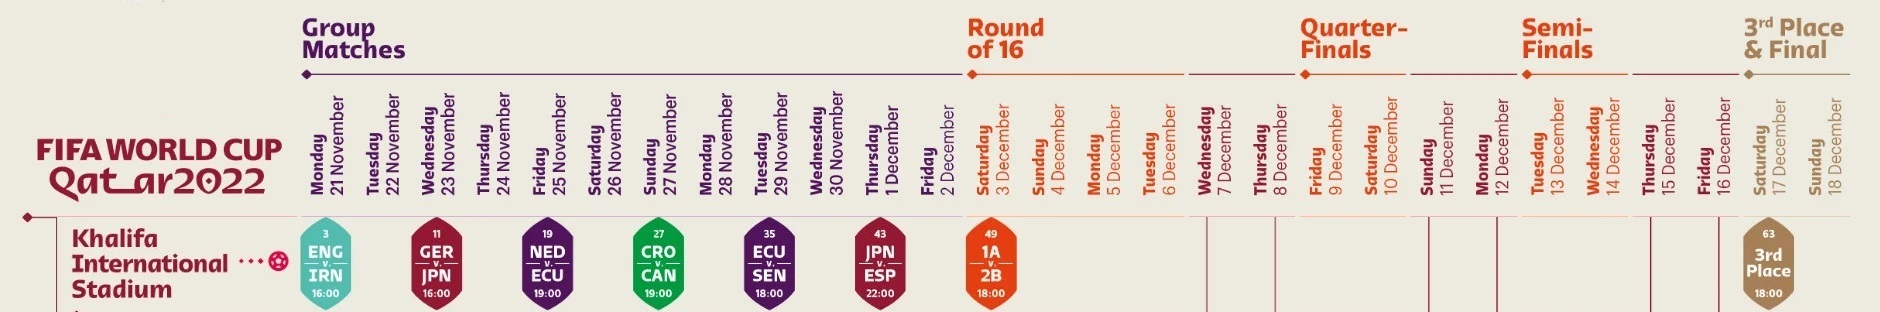 Group
Matches
Round
of 16
Quarter-
Finals
Semi-
Finals
3rd Place
& Final
FIFA WORLD CUP
Qatar2022
Monday
21 November
Tuesday
22 November
Wednesday
23 November
Thursday
24 November
Friday
25 November
Saturday
26 November
Sunday
27 November
Monday
28 November
Tuesday
29 November
Wednesday
30 November
Thursday
1 December
Friday
2 December
Saturday
3 December
Sunday
4 December
Monday
5 December
Tuesday
6 December
Wednesday
7 December
Thursday
8 December
Friday
9 December
Saturday
10 December
Sunday
11 December
Monday
12 December
Tuesday
13 December
Wednesday
14 December
Thursday
15 December
Friday
16 December
Saturday
17 December
Sunday
18 December
Khalifa
International
Stadium
3
ENG
v.
IRN
16:00
11
GER
v.
JPN
16:00
19
NED
v.
ECU
19:00
27
CRO
v.
CAN
19:00
35
ECU
v.
SEN
18:00
43
JPN
v.
ESP
22:00
49
1A
v.
2B
18:00
63
3rd
Place
18:00